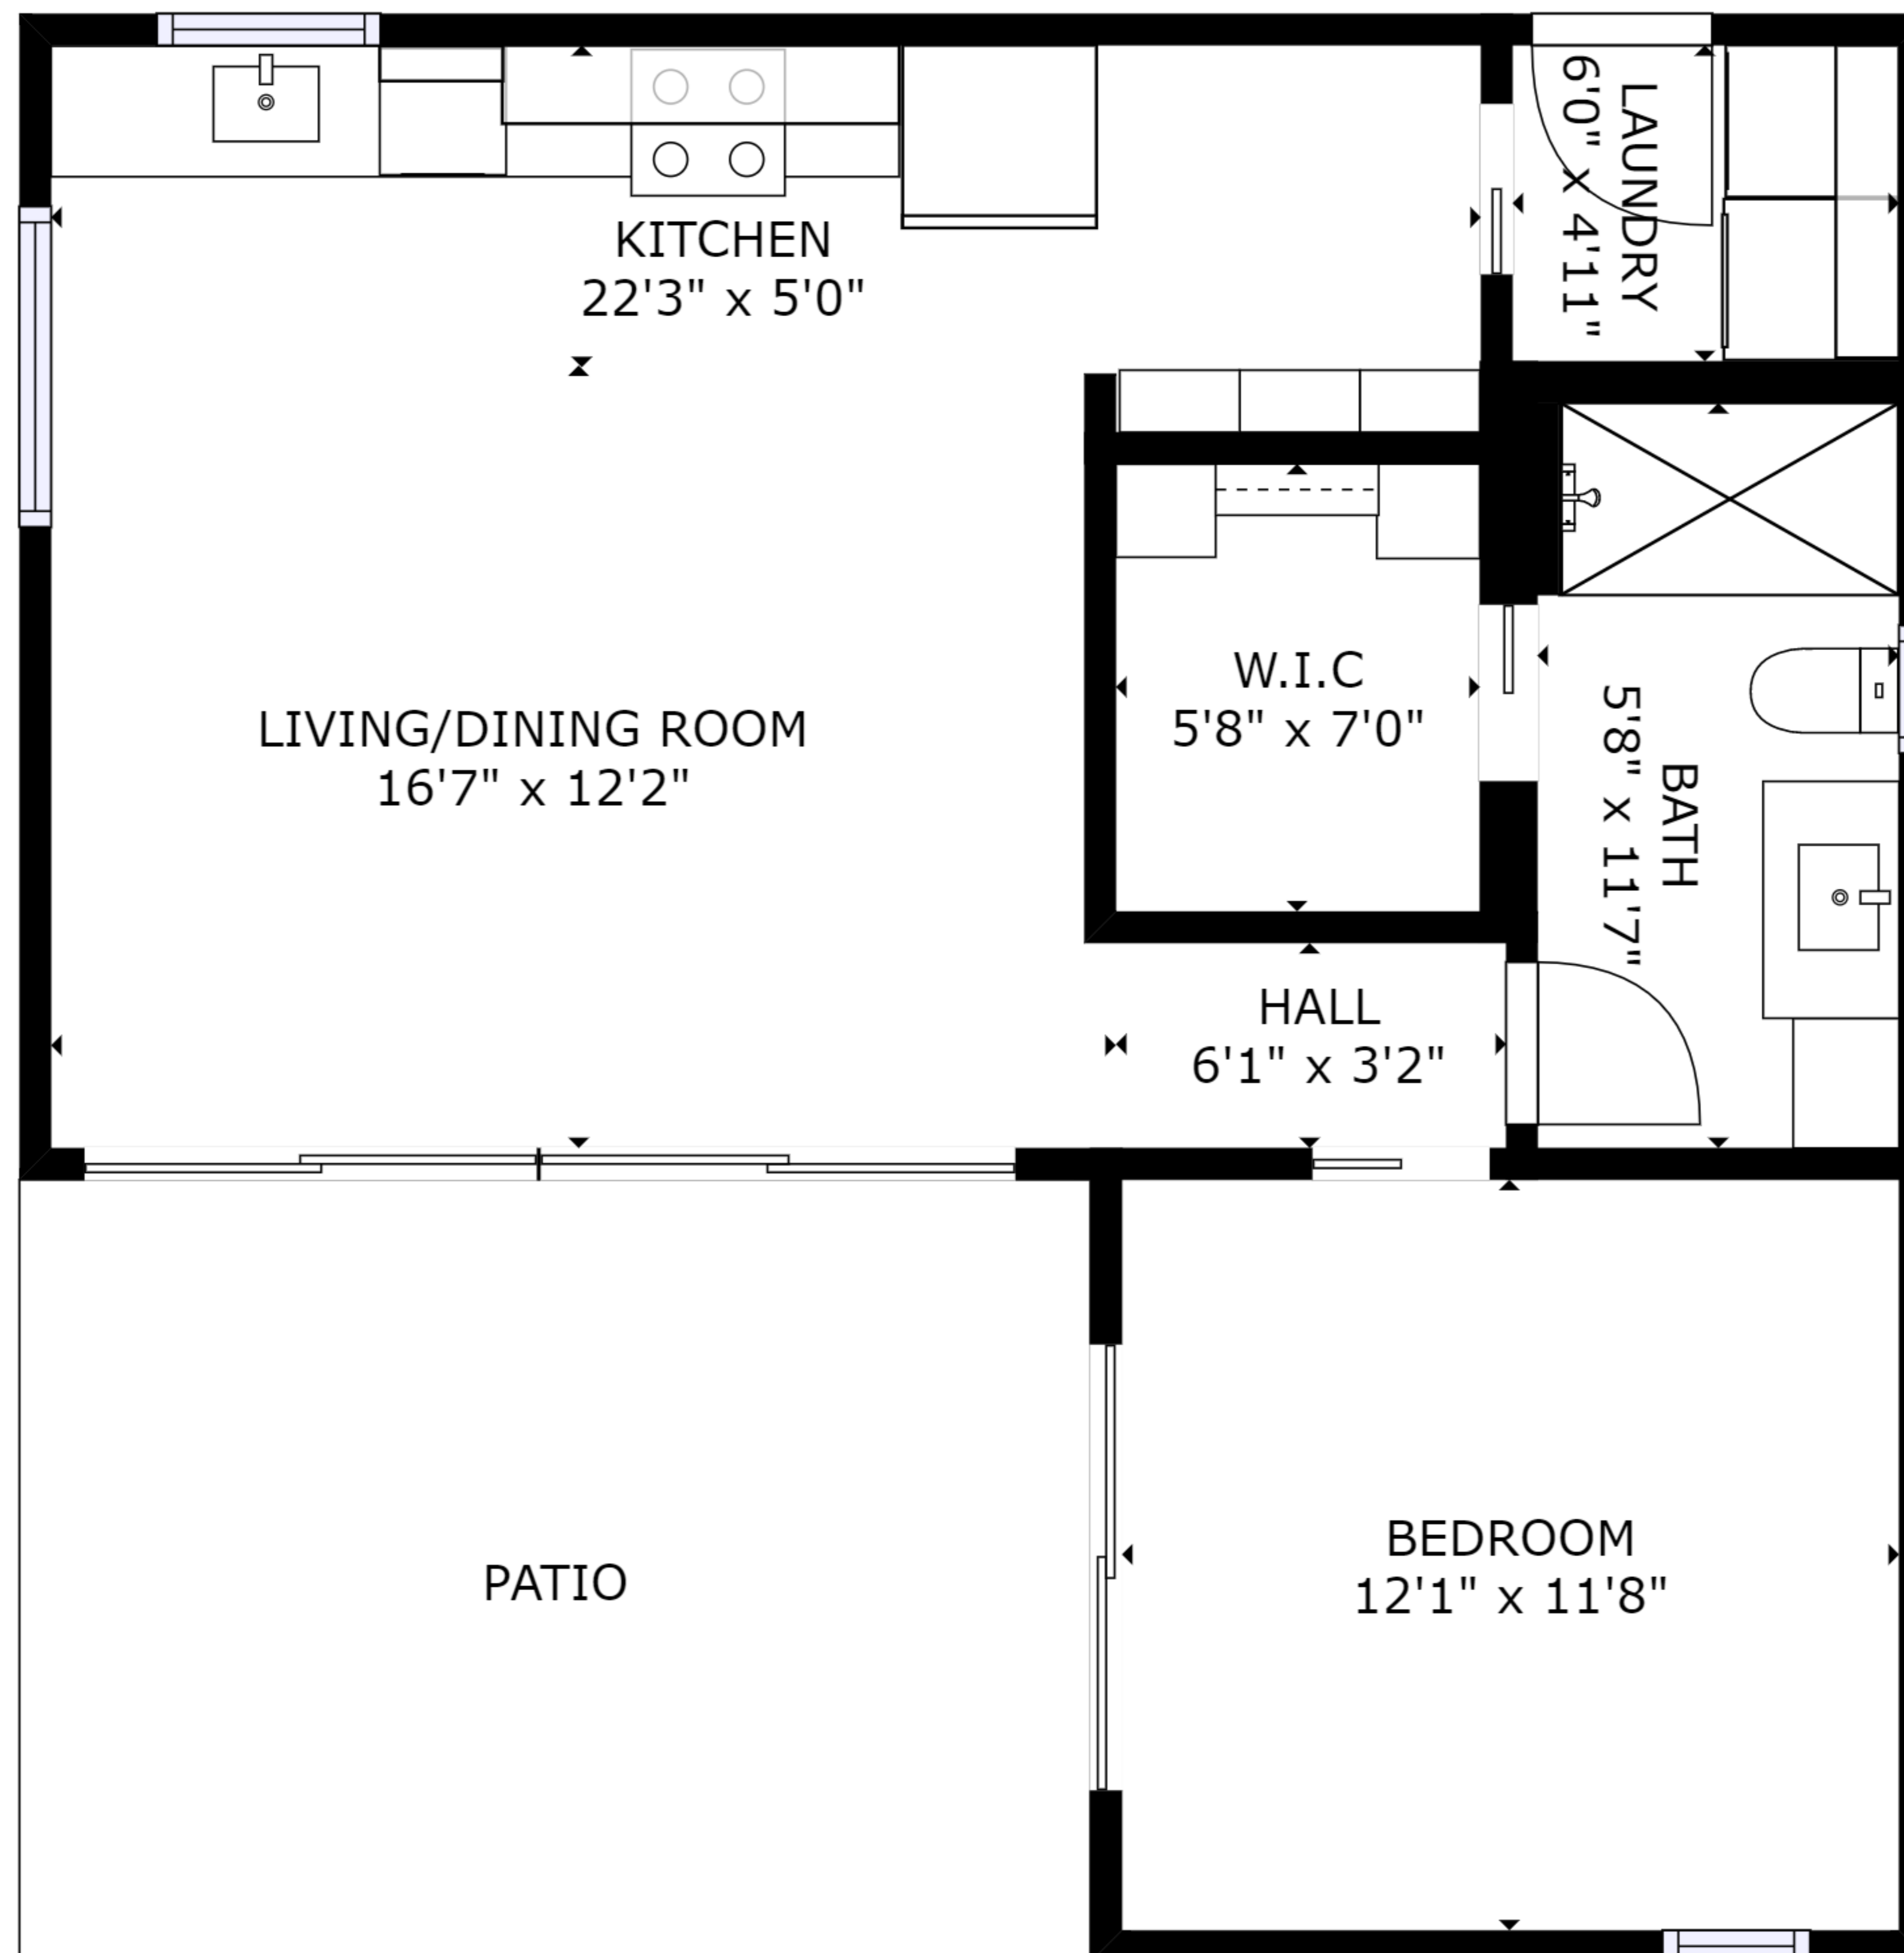 KITCHEN
22'3" x 5'0"
LAUNDRY
6'0" x 4'11"
LIVING/DINING ROOM
16'7" x 12'2"
W.I.C
5'8" x 7'0"
BATH
5'8" x 11'7"
HALL
6'1" x 3'2"
PATIO
BEDROOM
12'1" x 11'8"